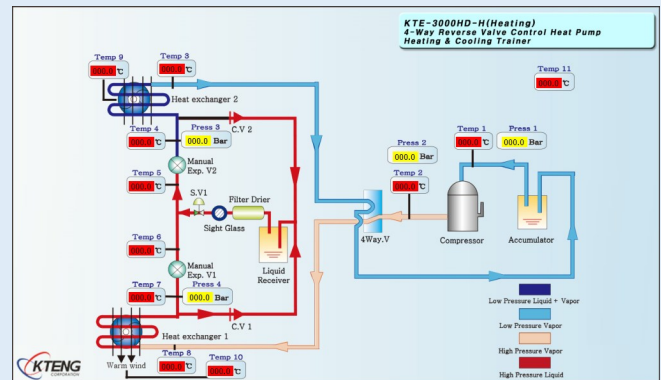 KTE-3000HD-H(Heating)
4-Way Reverse Valve Control Heat Pump
Heating & Cooling Trainer
Temp 9
000.0 ℃
Temp 3
000.0 ℃
Temp 11
000.0 ℃
Heat exchanger 2
C.V 2
Temp 4
000.0 ℃
Press 3
000.0 Bar
Manual
Exp. V2
Temp 5
000.0 ℃
S.V1
Filter Drier
Sight Glass
Liquid
Receiver
Temp 6
000.0 ℃
Manual
Exp. V1
Temp 7
000.0 ℃
Press 4
000.0 Bar
C.V 1
Heat exchanger 1
Warm wind
Temp 8
000.0 ℃
Temp 10
000.0 ℃
Press 2
000.0 Bar
Temp 2
000.0 ℃
4Way.V
Temp 1
000.0 ℃
Press 1
000.0 Bar
Compressor
Accumulator
Low Pressure Liquid + Vapor
Low Pressure Vapor
High Pressure Vapor
High Pressure Liquid
KTENG
CORPORATION